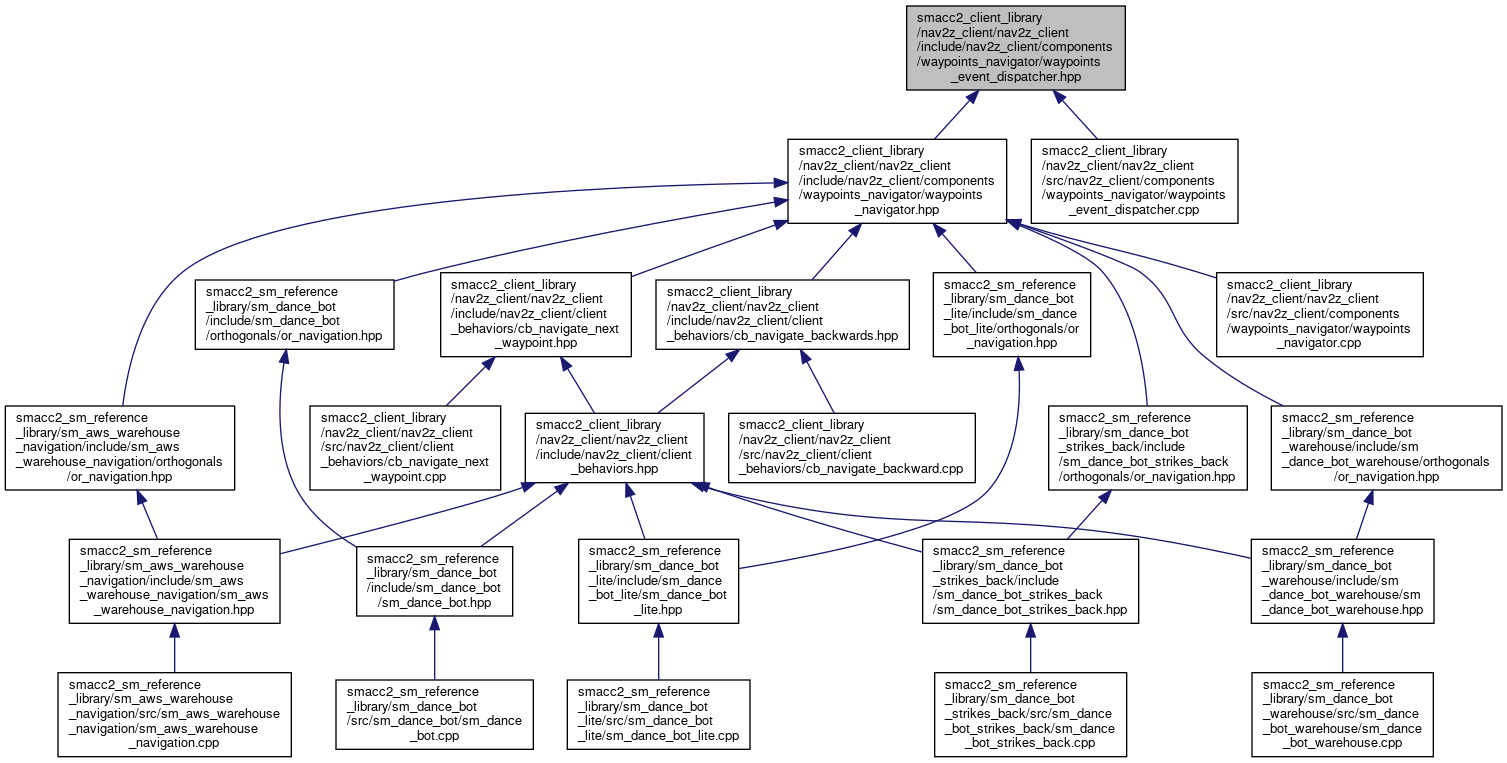 smacc2_client_library
/nav2z_client/nav2z_client
/include/nav2z_client/components
/waypoints_navigator/waypoints
_event_dispatcher.hpp
smacc2_client_library
/nav2z_client/nav2z_client
/include/nav2z_client/components
/waypoints_navigator/waypoints
_navigator.hpp
smacc2_client_library
/nav2z_client/nav2z_client
/src/nav2z_client/components
/waypoints_navigator/waypoints
_event_dispatcher.cpp
smacc2_sm_reference
_library/sm_dance_bot
/include/sm_dance_bot
/orthogonals/or_navigation.hpp
smacc2_client_library
/nav2z_client/nav2z_client
/include/nav2z_client/client
_behaviors/cb_navigate_next
_waypoint.hpp
smacc2_client_library
/nav2z_client/nav2z_client
/include/nav2z_client/client
_behaviors/cb_navigate_backwards.hpp
smacc2_sm_reference
_library/sm_dance_bot
_lite/include/sm_dance
_bot_lite/orthogonals/or
_navigation.hpp
smacc2_client_library
/nav2z_client/nav2z_client
/src/nav2z_client/components
/waypoints_navigator/waypoints
_navigator.cpp
smacc2_sm_reference
_library/sm_aws_warehouse
_navigation/include/sm_aws
_warehouse_navigation/orthogonals
/or_navigation.hpp
smacc2_client_library
/nav2z_client/nav2z_client
/src/nav2z_client/client
_behaviors/cb_navigate_next
_waypoint.cpp
smacc2_client_library
/nav2z_client/nav2z_client
/include/nav2z_client/client
_behaviors.hpp
smacc2_client_library
/nav2z_client/nav2z_client
/src/nav2z_client/client
_behaviors/cb_navigate_backward.cpp
smacc2_sm_reference
_library/sm_dance_bot
_strikes_back/include
/sm_dance_bot_strikes_back
/orthogonals/or_navigation.hpp
smacc2_sm_reference
_library/sm_dance_bot
_warehouse/include/sm
_dance_bot_warehouse/orthogonals
/or_navigation.hpp
smacc2_sm_reference
_library/sm_aws_warehouse
_navigation/include/sm_aws
_warehouse_navigation/sm_aws
_warehouse_navigation.hpp
smacc2_sm_reference
_library/sm_dance_bot
/include/sm_dance_bot
/sm_dance_bot.hpp
smacc2_sm_reference
_library/sm_dance_bot
_lite/include/sm_dance
_bot_lite/sm_dance_bot
_lite.hpp
smacc2_sm_reference
_library/sm_dance_bot
_strikes_back/include
/sm_dance_bot_strikes_back
/sm_dance_bot_strikes_back.hpp
smacc2_sm_reference
_library/sm_dance_bot
_warehouse/include/sm
_dance_bot_warehouse/sm
_dance_bot_warehouse.hpp
smacc2_sm_reference
_library/sm_aws_warehouse
_navigation/src/sm_aws_warehouse
_navigation/sm_aws_warehouse
_navigation.cpp
smacc2_sm_reference
_library/sm_dance_bot
/src/sm_dance_bot/sm_dance
_bot.cpp
smacc2_sm_reference
_library/sm_dance_bot
_lite/src/sm_dance_bot
_lite/sm_dance_bot_lite.cpp
smacc2_sm_reference
_library/sm_dance_bot
_strikes_back/src/sm_dance
_bot_strikes_back/sm_dance
_bot_strikes_back.cpp
smacc2_sm_reference
_library/sm_dance_bot
_warehouse/src/sm_dance
_bot_warehouse/sm_dance
_bot_warehouse.cpp